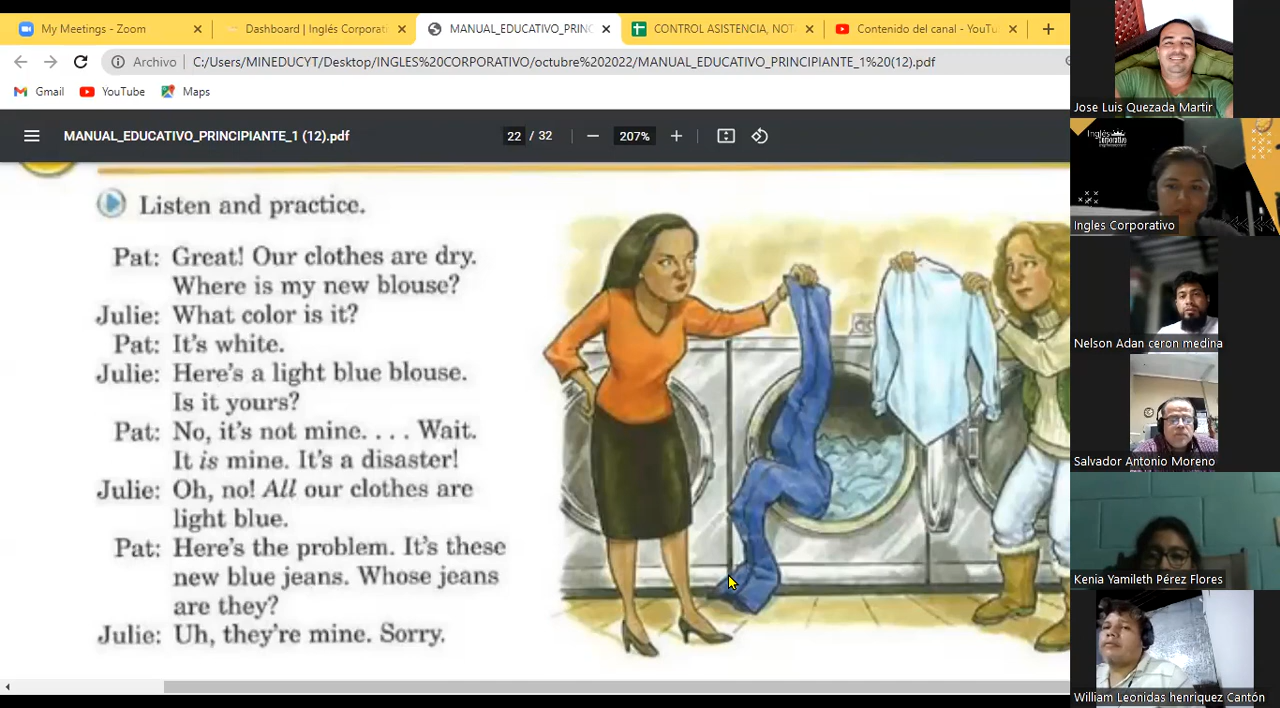 My Meetings - Zoom
Dashboard | Inglés Corporati
MANUAL_EDUCATIVO_PRINC
CONTROL ASISTENCIA, NOT
Contenido del canal - YouTu
Archivo
C:/Users/MINEDUCYT/Desktop/INGLES%20CORPORATIVO/octubre%202022/MANUAL_EDUCATIVO_PRINCIPIANTE_1%20(12).pdf
Gmail
YouTube
Maps
MANUAL_EDUCATIVO_PRINCIPIANTE_1 (12).pdf
22 / 32
207%
Listen and practice.
Pat: Great! Our clothes are dry.
Where is my new blouse?
Julie: What color is it?
Pat: It's white.
Julie: Here's a light blue blouse.
Is it yours?
Pat: No, it's not mine. . . . Wait.
It is mine. It's a disaster!
Julie: Oh, no! All our clothes are
light blue.
Pat: Here's the problem. It's these
new blue jeans. Whose jeans
are they?
Julie: Uh, they're mine. Sorry.
Jose Luis Quezada Martir
Inglés
Corporativo
Ingles Corporativo
Nelson Adan ceron medina
Salvador Antonio Moreno
Kenia Yamileth Pérez Flores
William Leonidas henriquez Cantón